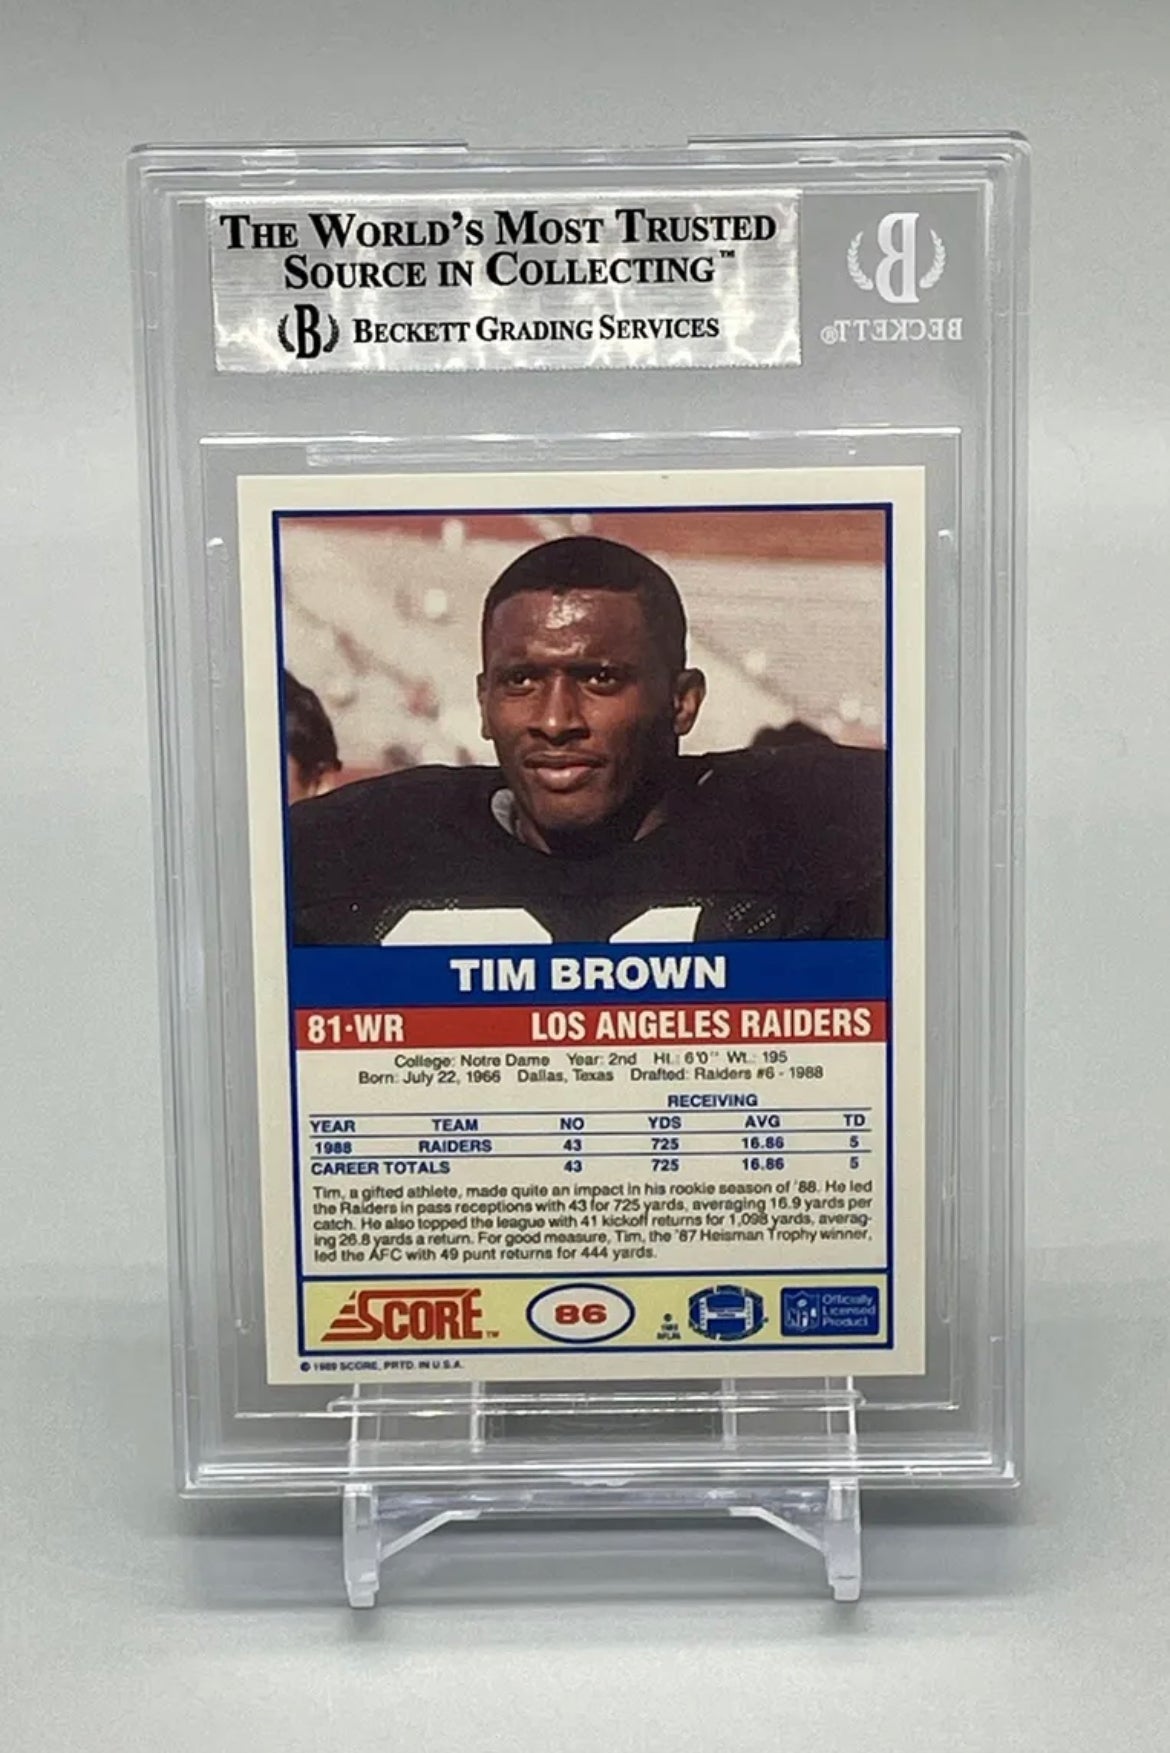 THE WORLD'S MOST TRUSTED
SOURCE IN COLLECTING™
B BECKETT GRADING SERVICES
B
BECKETT®
TIM BROWN
81·WR LOS ANGELES RAIDERS
College: Notre Dame Year: 2nd Ht.: 6'0" Wt.: 195
Born: July 22, 1966 Dallas, Texas Drafted: Raiders #6 - 1988
RECEIVING
YEAR TEAM NO YDS AVG TD
1988 RAIDERS 43 725 16.86 5
CAREER TOTALS 43 725 16.86 5
Tim, a gifted athlete, made quite an impact in his rookie season of '88. He led
the Raiders in pass receptions with 43 for 725 yards, averaging 16.9 yards per
catch. He also topped the league with 41 kickoff returns for 1,098 yards, averag-
ing 26.8 yards a return. For good measure, Tim, the '87 Heisman Trophy winner,
led the AFC with 49 punt returns for 444 yards.
SCORE™ 86
NFL Officially
Licensed
Product
© 1989 SCORE, PRTD. IN U.S.A.